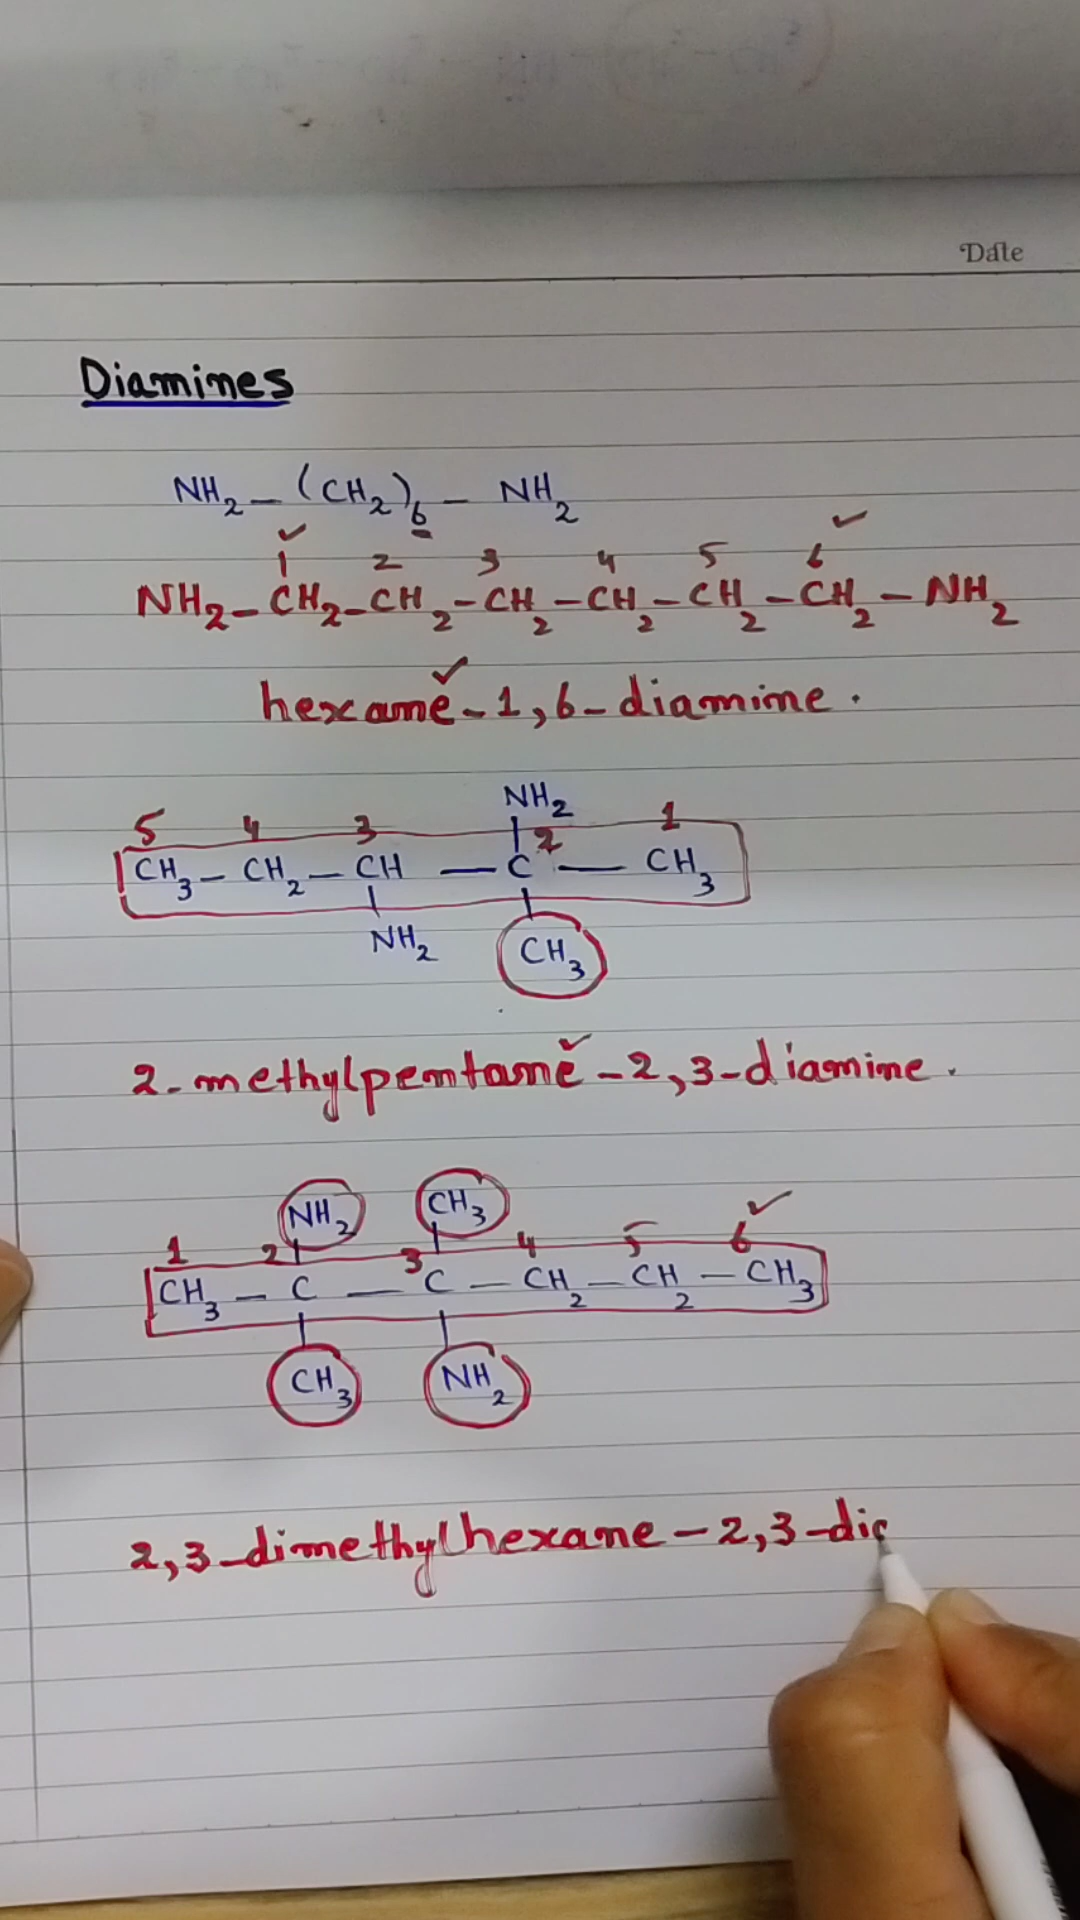 Date
Diamines
NH2 – (CH2)6 – NH2
1 2 3 4 5 6
NH2 – CH2 – CH2 – CH2 – CH2 – CH2 – CH2 – NH2
hexane - 1,6 - diamine.
NH2
5 4 3 2 1
CH3 – CH2 – CH – C – CH3
NH2 CH3
2-methylpentane -2,3-diamine.
NH2 CH3
1 2 3 4 5 6
CH3 – C – C – CH2 – CH2 – CH3
CH3 NH2
2,3-dimethylhexane -2,3-dia